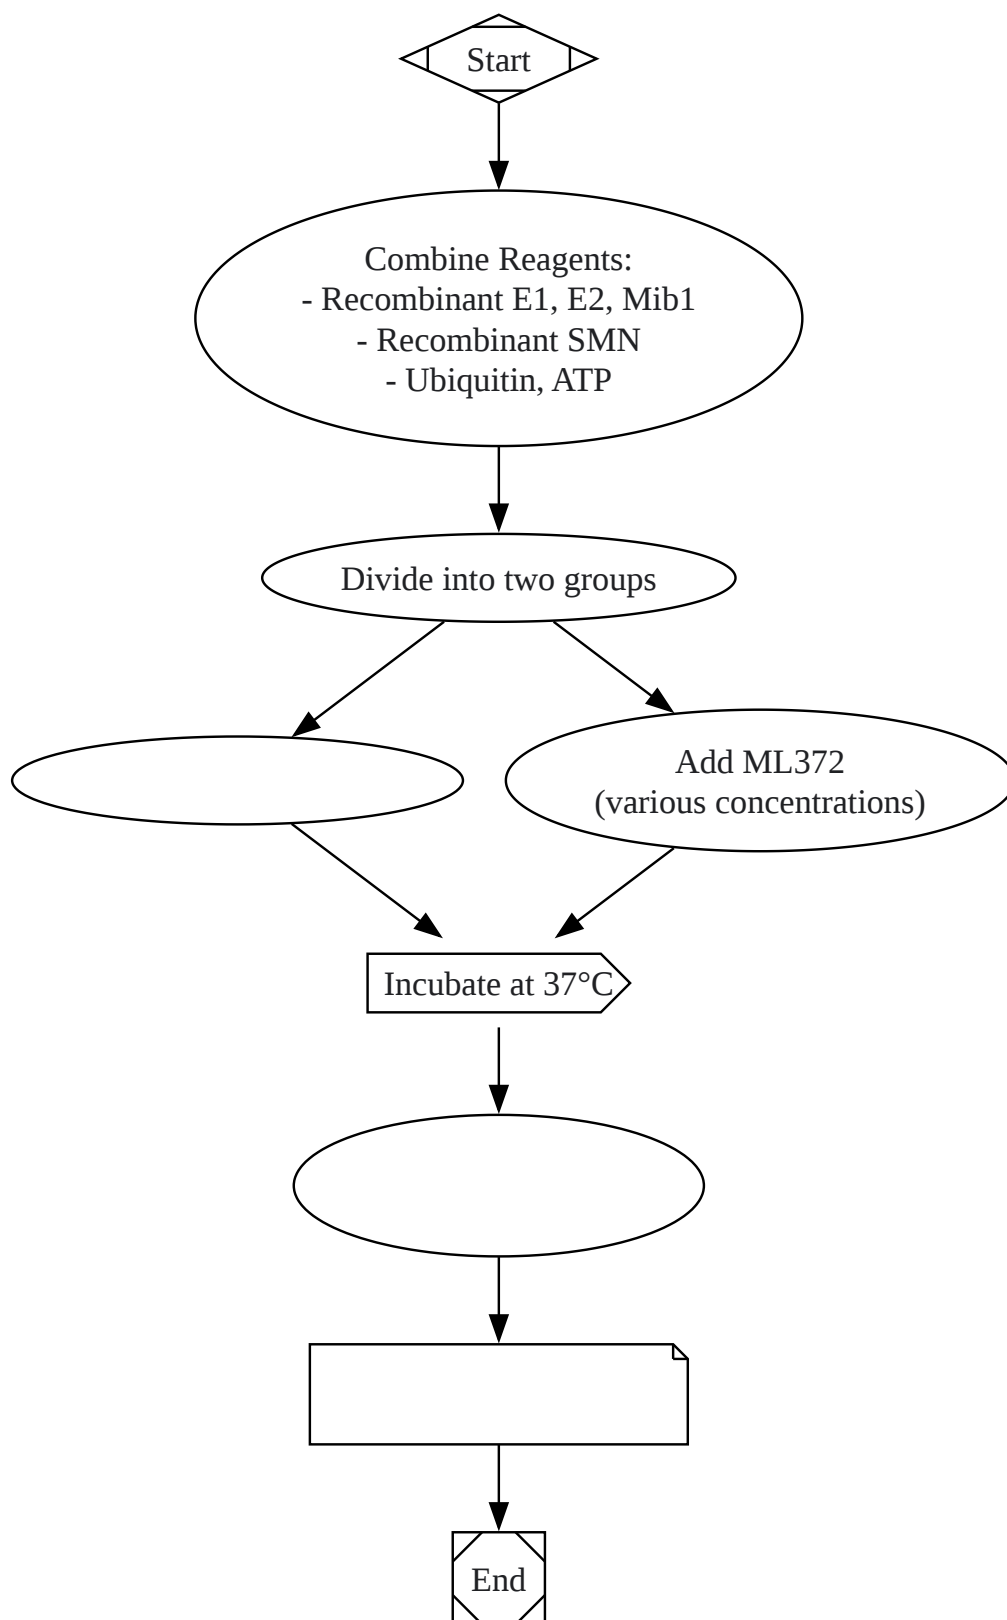 Start
Combine Reagents:
- Recombinant E1, E2, Mib1
- Recombinant SMN
- Ubiquitin, ATP
Divide into two groups
Add ML372
(various concentrations)
Incubate at 37°C
End